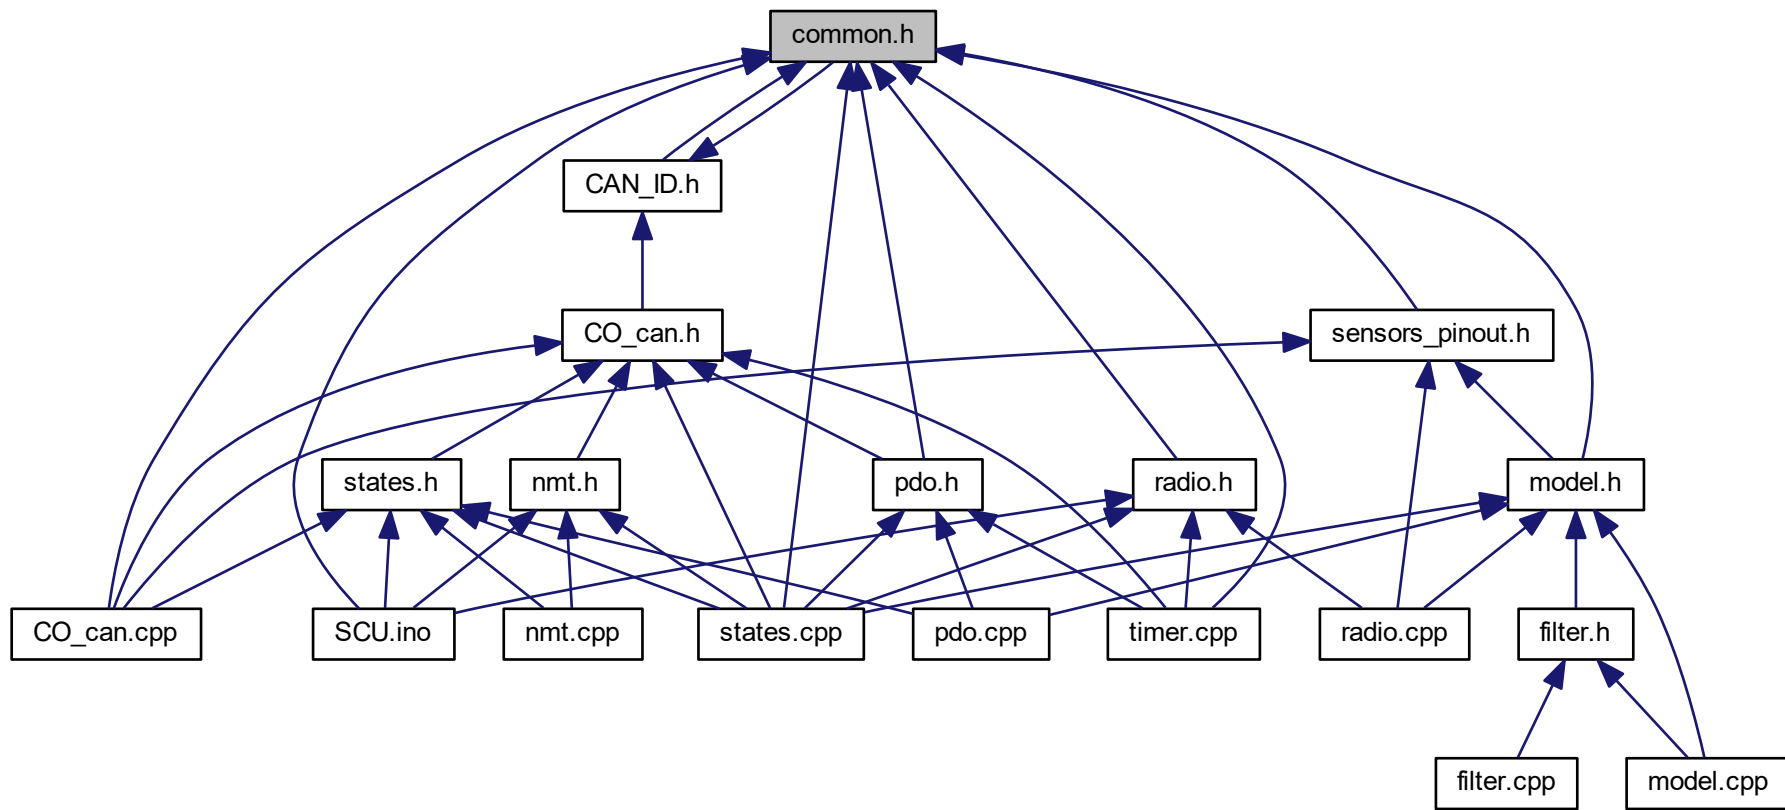 common.h
CAN_ID.h
CO_can.h
sensors_pinout.h
states.h
nmt.h
pdo.h
radio.h
model.h
CO_can.cpp
SCU.ino
nmt.cpp
states.cpp
pdo.cpp
timer.cpp
radio.cpp
filter.h
filter.cpp
model.cpp